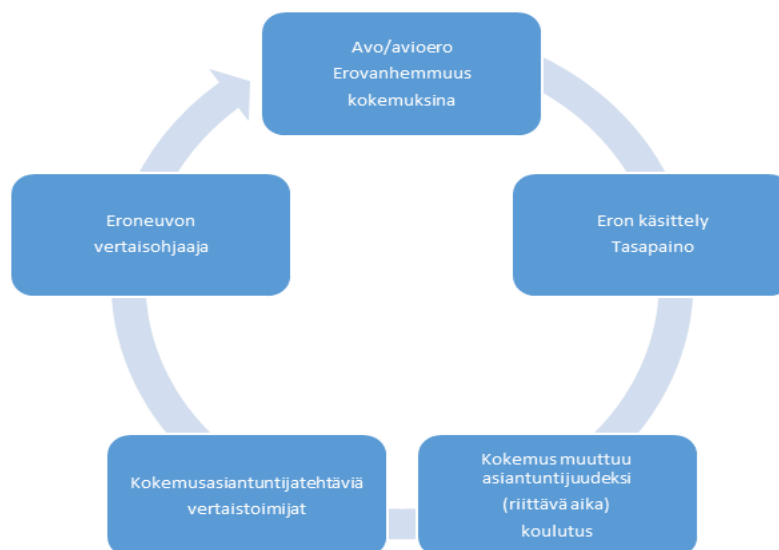 Avo/avioero
Erovanhemmuus
kokemuksina
Eron käsittely
Tasapaino
Kokemus muuttuu
asiantuntijuudeksi
(riittävä aika)
koulutus
Kokemusasiantuntijatehtäviä
vertaistoimijat
Eroneuvon
vertaisohjaaja